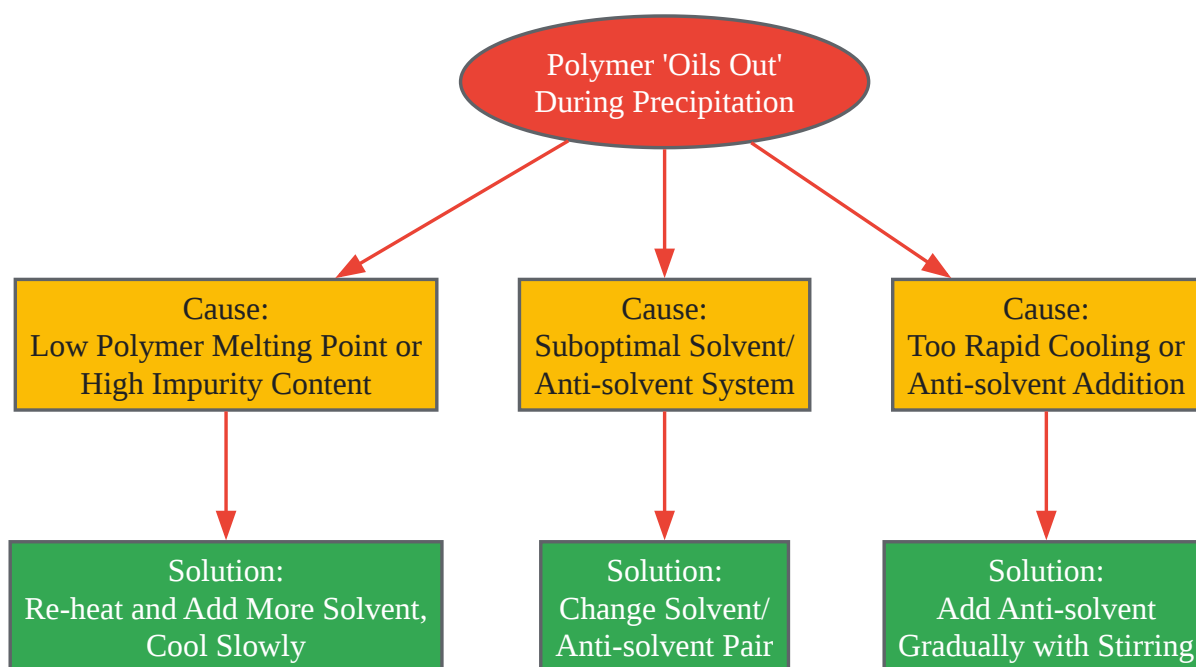 Polymer 'Oils Out'
During Precipitation
Cause:
Low Polymer Melting Point or
High Impurity Content
Cause:
Suboptimal Solvent/
Anti-solvent System
Cause:
Too Rapid Cooling or
Anti-solvent Addition
Solution:
Re-heat and Add More Solvent,
Cool Slowly
Solution:
Change Solvent/
Anti-solvent Pair
Solution:
Add Anti-solvent
Gradually with Stirring